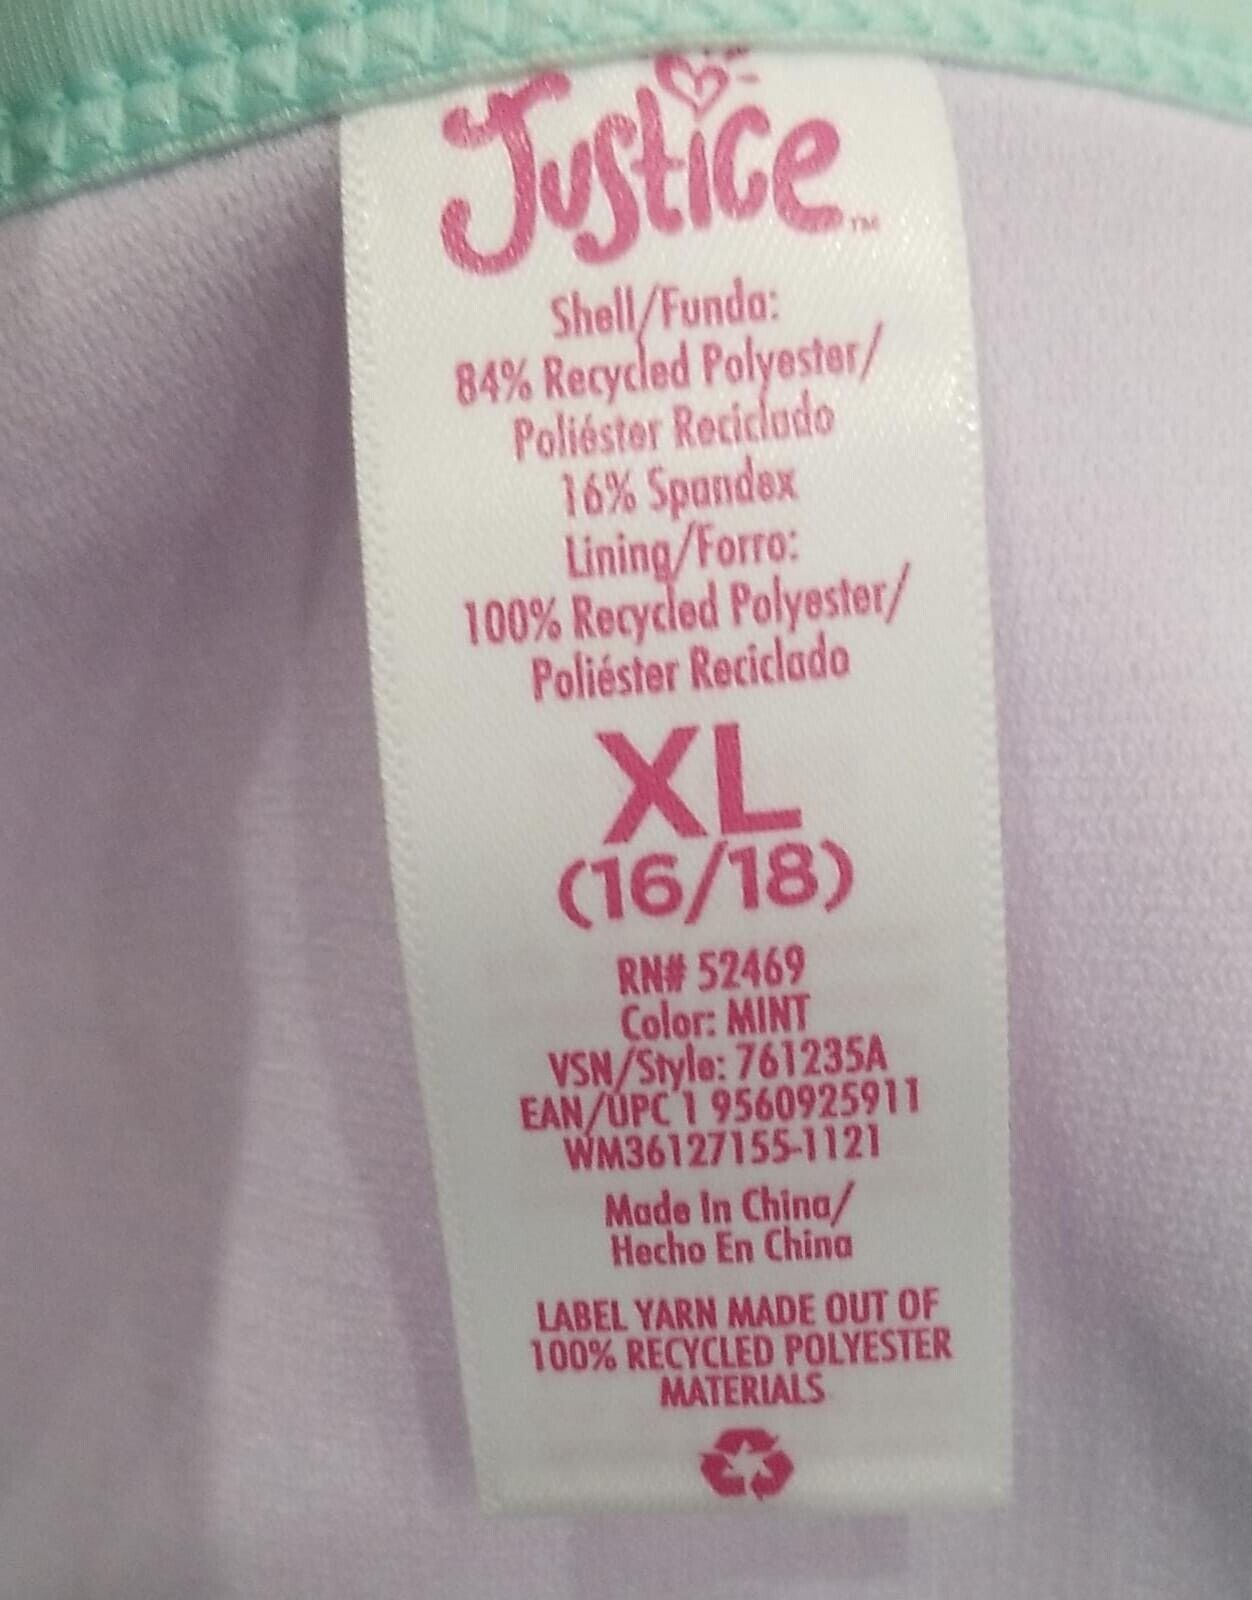 Justice™
Shell/Funda:
84% Recycled Polyester/
Poliéster Reciclado
16% Spandex
Lining/Forro:
100% Recycled Polyester/
Poliéster Reciclado
XL
(16/18)
RN# 52469
Color: MINT
VSN/Style: 761235A
EAN/UPC 1 9560925911
WM36127155-1121
Made In China/
Hecho En China
LABEL YARN MADE OUT OF
100% RECYCLED POLYESTER
MATERIALS